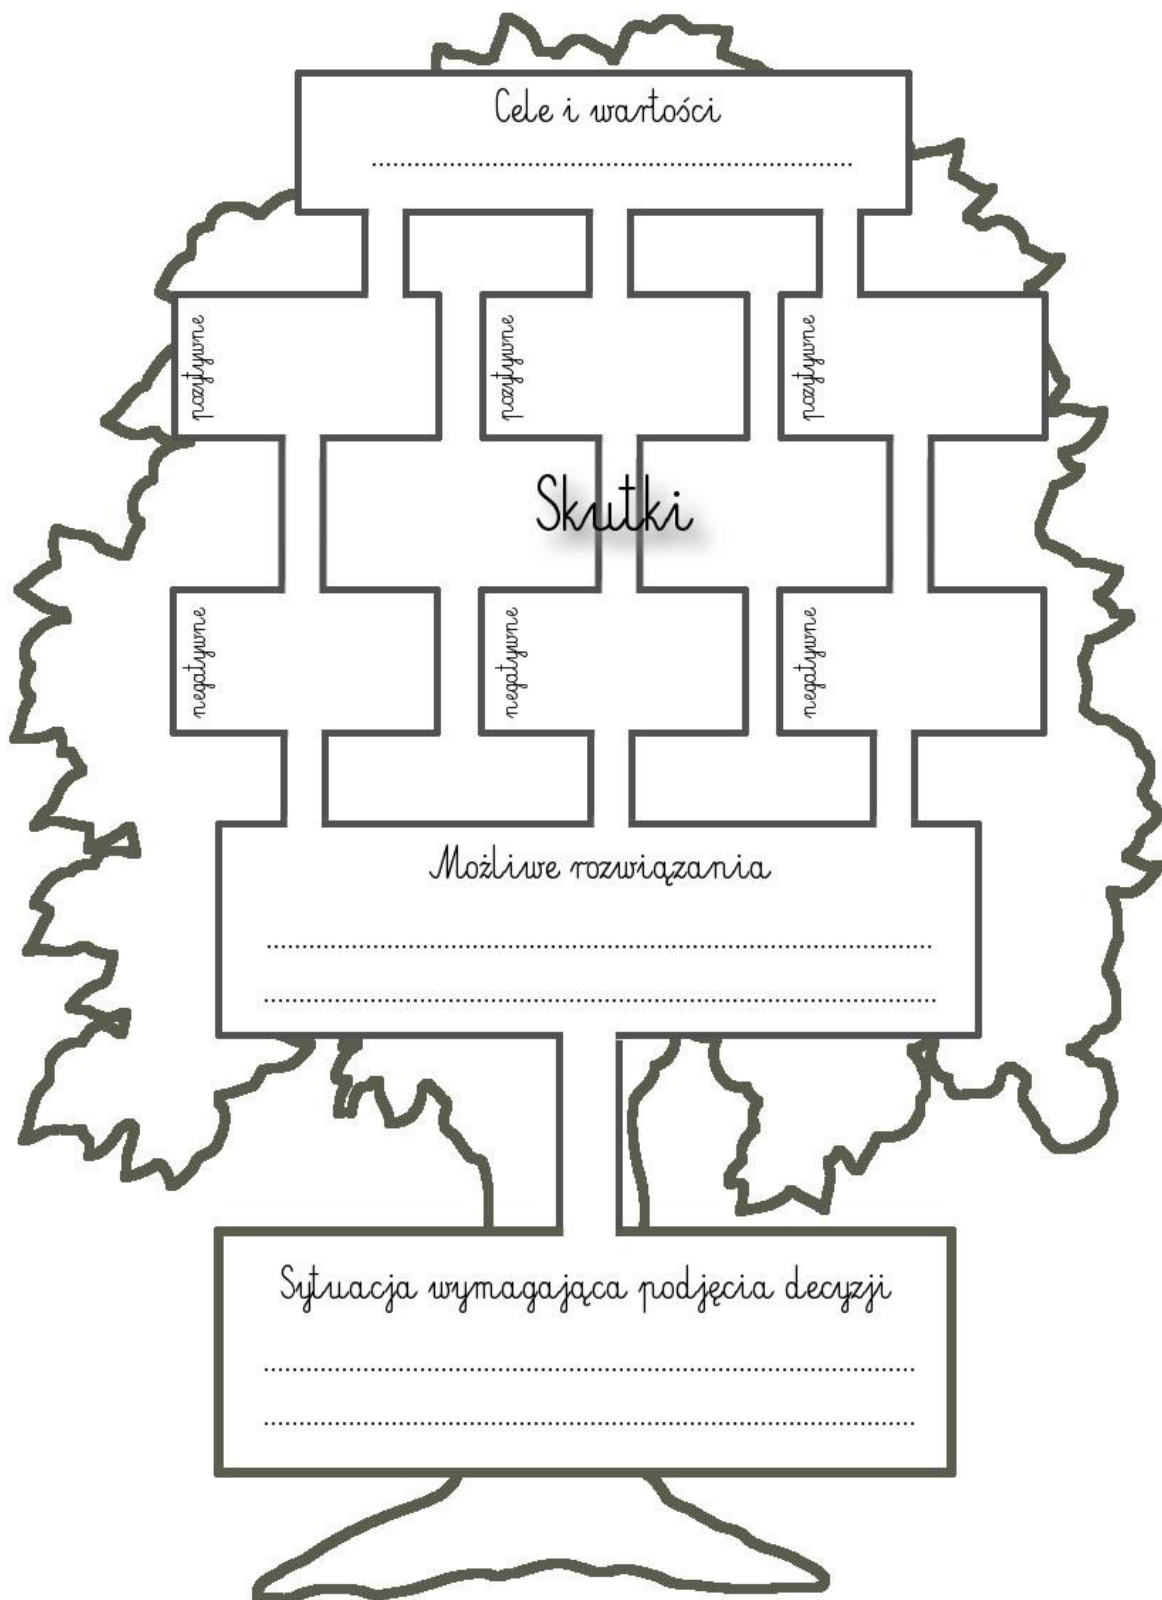 Cele i wartości
..........................................................................................
pozytywne
pozytywne
pozytywne
Skutki
negatywne
negatywne
negatywne
Możliwe rozwiązania
..........................................................................................
..........................................................................................
Sytuacja wymagająca podjęcia decyzji
..........................................................................................
..........................................................................................